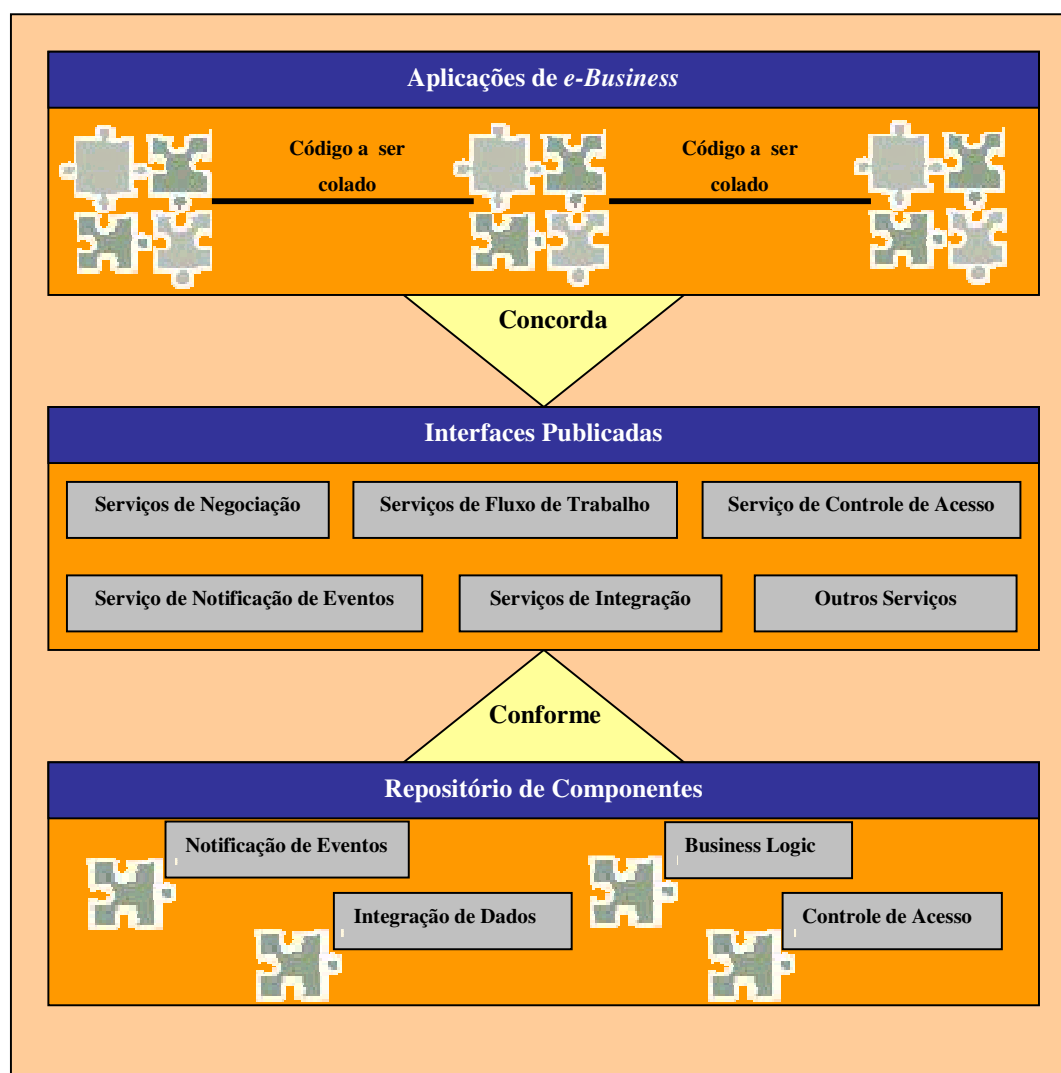 Aplicações de e-Business
Código a ser
colado
Código a ser
colado
Concorda
Interfaces Publicadas
Serviços de Negociação
Serviços de Fluxo de Trabalho
Serviço de Controle de Acesso
Serviço de Notificação de Eventos
Serviços de Integração
Outros Serviços
Conforme
Repositório de Componentes
Notificação de Eventos
Business Logic
Integração de Dados
Controle de Acesso